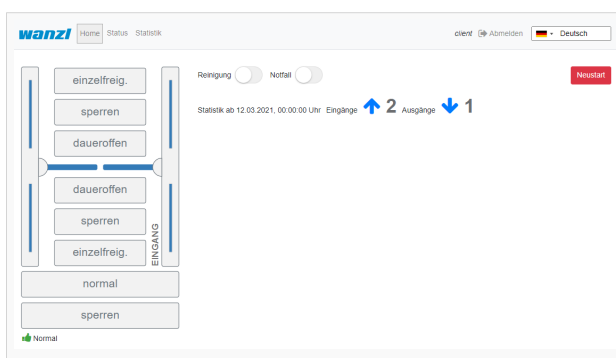 wanzl Home Status Statistik client Abmelden Deutsch
einzelfreig.
sperren
daueroffen
daueroffen
sperren
einzelfreig.
EINGANG
normal
sperren
Normal
Reinigung Notfall Neustart
Statistik ab 12.03.2021, 00:00:00 Uhr Eingänge 2 Ausgänge 1